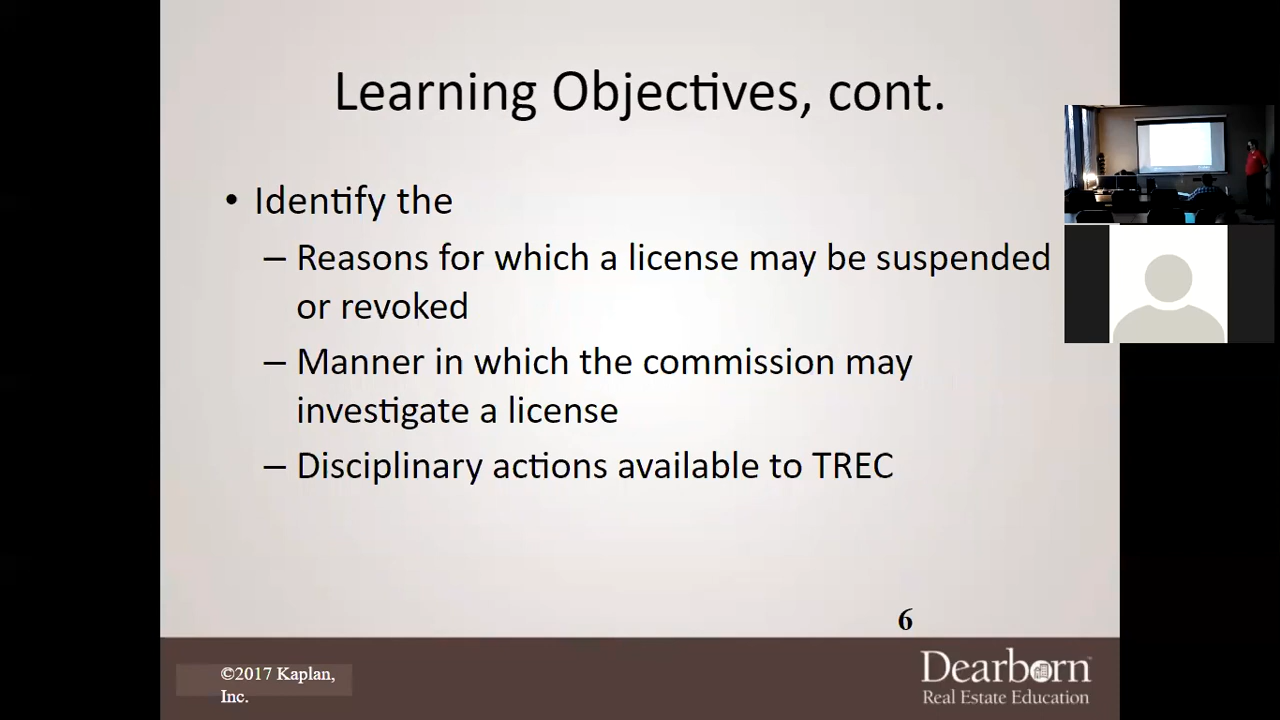 Learning Objectives, cont.
• Identify the
– Reasons for which a license may be suspended
or revoked
– Manner in which the commission may
investigate a license
– Disciplinary actions available to TREC
6
©2017 Kaplan,
Inc.
Dearborn
Real Estate Education